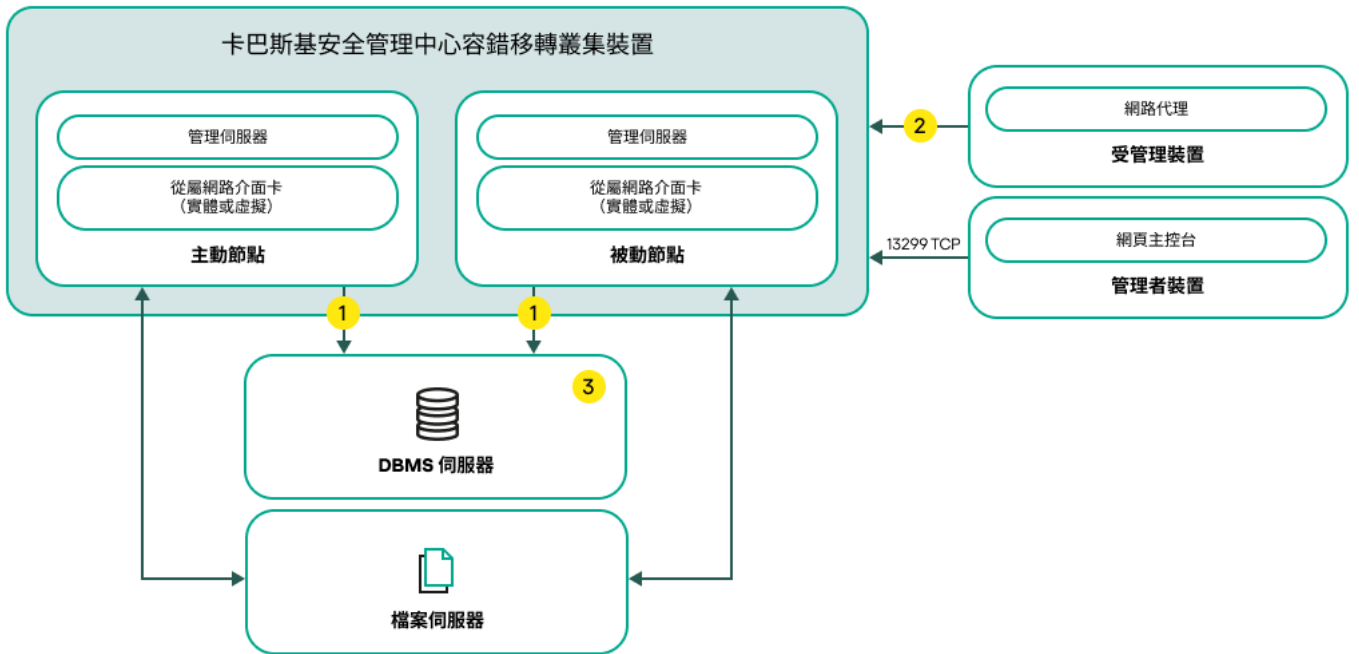 卡巴斯基安全管理中心容錯移轉叢集裝置
管理伺服器
從屬網路介面卡
（實體或虛擬）
主動節點
管理伺服器
從屬網路介面卡
（實體或虛擬）
被動節點
2
網路代理
受管理裝置
13299 TCP
網頁主控台
管理者裝置
1
1
3
DBMS 伺服器
檔案伺服器